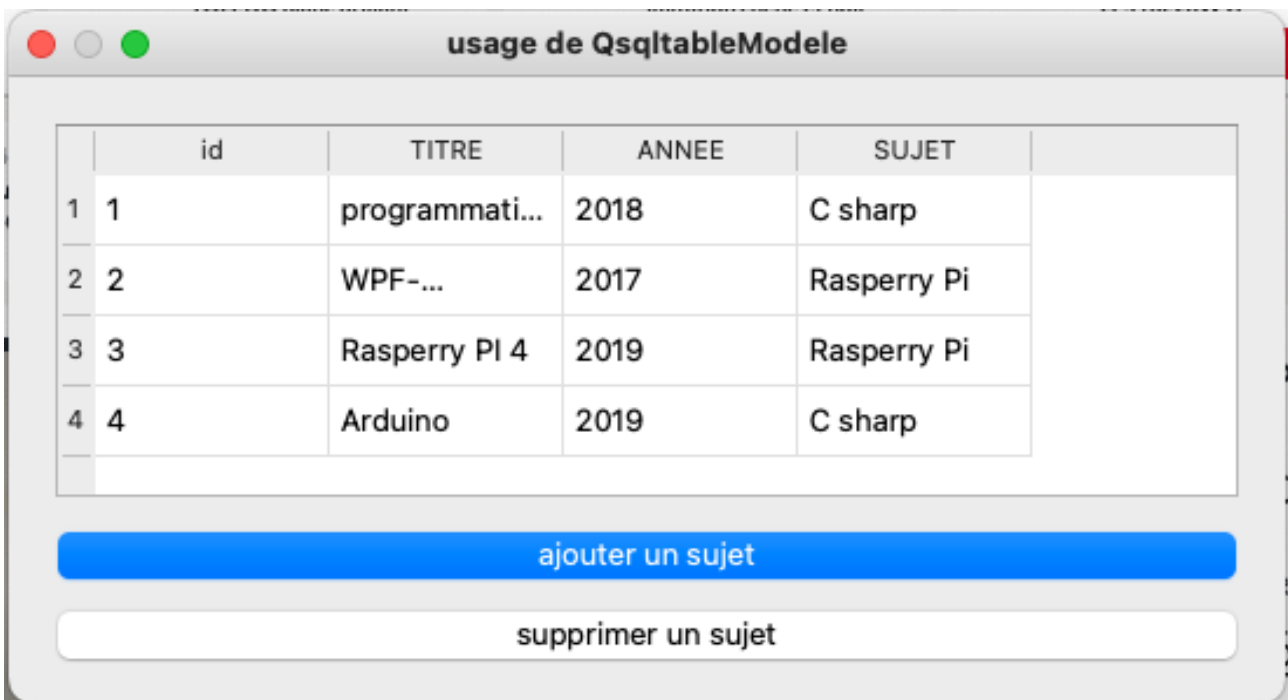 usage de QsqltableModele
id TITRE ANNEE SUJET
1 1 programmati... 2018 C sharp
2 2 WPF-... 2017 Rasperry Pi
3 3 Rasperry PI 4 2019 Rasperry Pi
4 4 Arduino 2019 C sharp
ajouter un sujet
supprimer un sujet